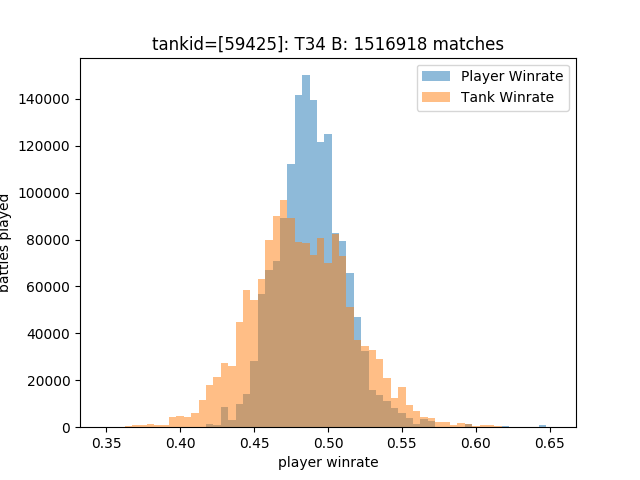 tankid=[59425]: T34 B: 1516918 matches
Player Winrate
Tank Winrate
140000
120000
100000
80000
60000
40000
20000
0
battles played
0.35 0.40 0.45 0.50 0.55 0.60 0.65
player winrate